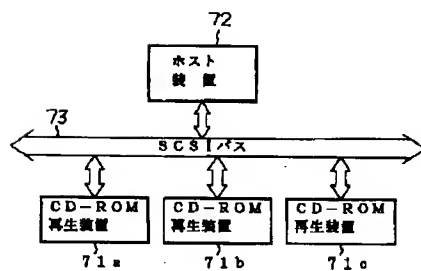 72
ホスト
装置
73
SCSIバス
CD-ROM
再生装置
CD-ROM
再生装置
CD-ROM
再生装置
71a
71b
71c